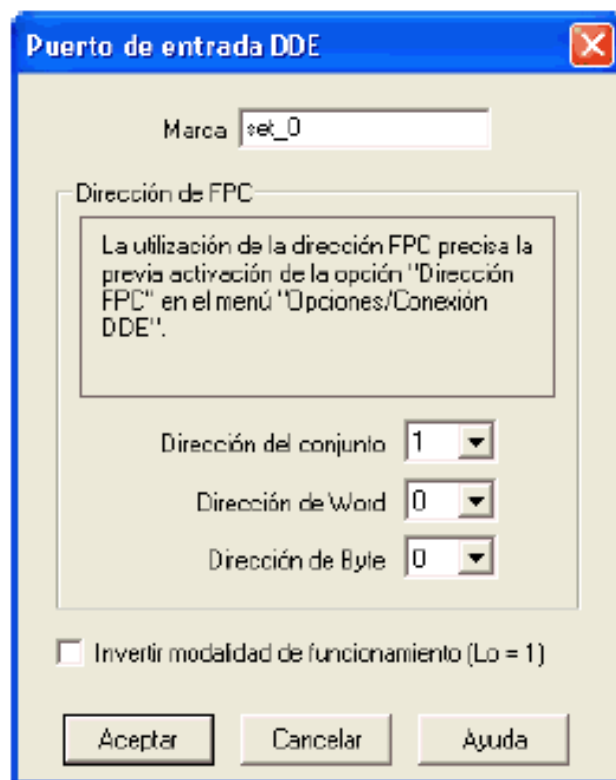 Puerto de entrada DDE
Marca set_0
Dirección de FPC
La utilización de la dirección FPC precisa la
previa activación de la opción "Dirección
FPC" en el menú "Opciones/Conexión
DDE".
Dirección del conjunto 1
Dirección de Word 0
Dirección de Byte 0
Invertir modalidad de funcionamiento (Lo = 1)
Aceptar Cancelar Ayuda